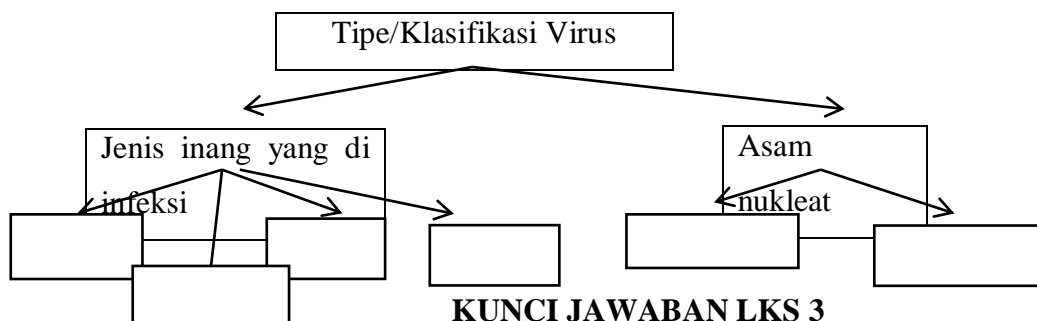 Tipe/Klasifikasi Virus
Jenis inang yang di
infeksi
Asam
nukleat
KUNCI JAWABAN LKS 3